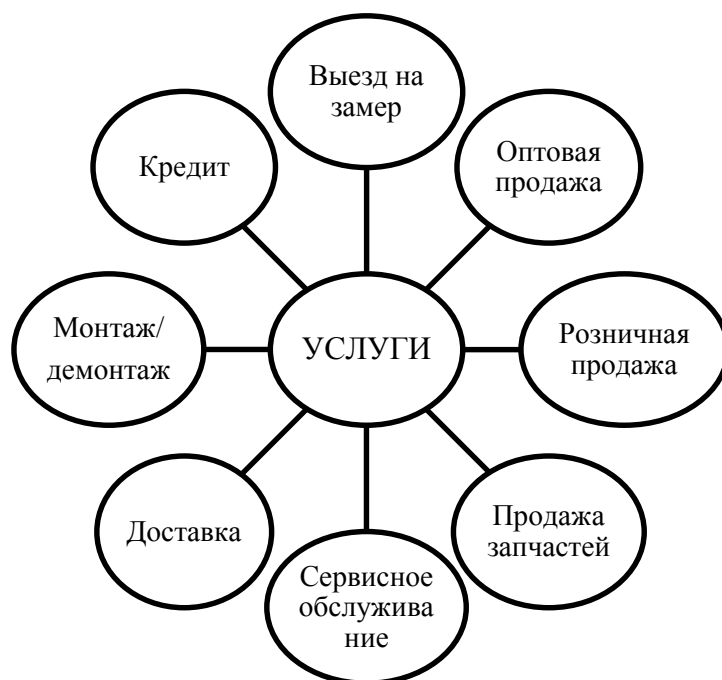 Выезд на
замер
Оптовая
продажа
Розничная
продажа
Продажа
запчастей
Сервисное
обслужива
ние
Доставка
Монтаж/
демонтаж
Кредит
УСЛУГИ